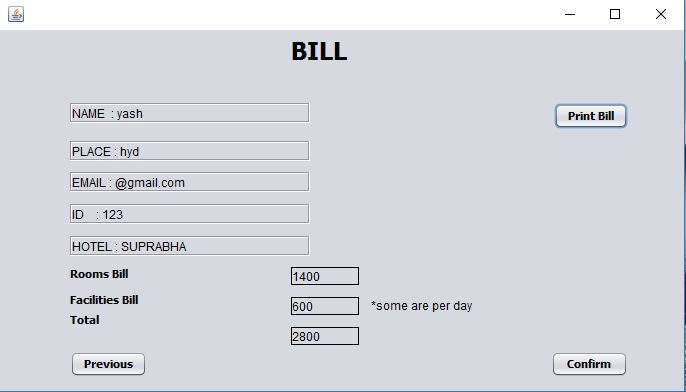 BILL
NAME : yash
Print Bill
PLACE : hyd
EMAIL : @gmail.com
ID : 123
HOTEL : SUPRABHA
Rooms Bill 1400
Facilities Bill 600 *some are per day
Total 2800
Previous Confirm